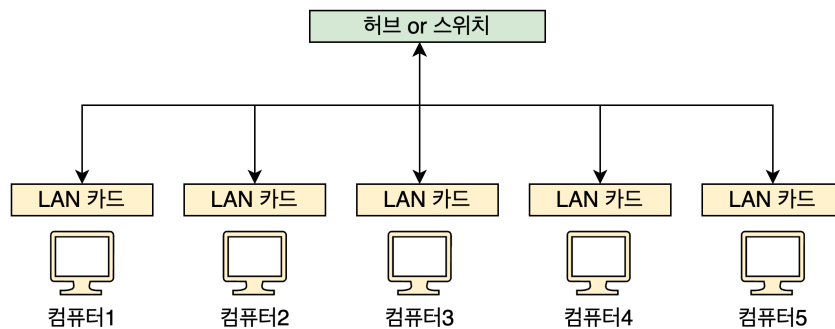 허브 or 스위치
LAN 카드 LAN 카드 LAN 카드 LAN 카드 LAN 카드
컴퓨터1 컴퓨터2 컴퓨터3 컴퓨터4 컴퓨터5